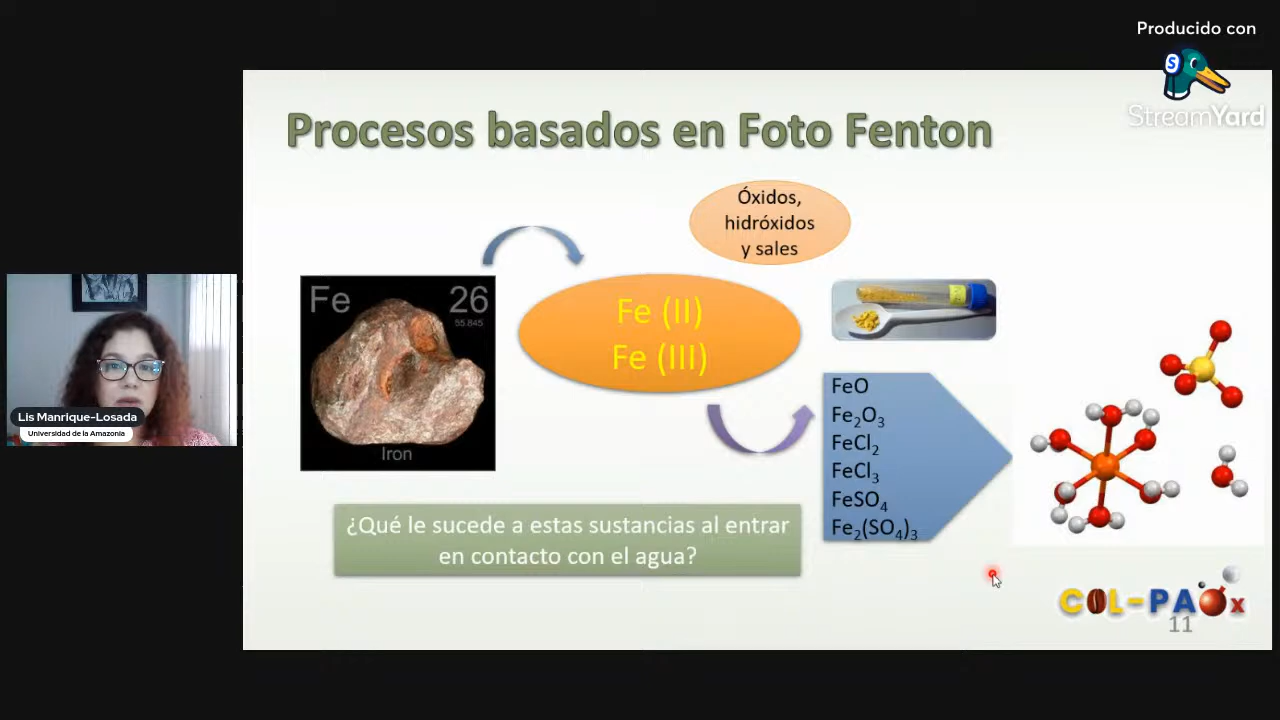 Producido con
StreamYard
Procesos basados en Foto Fenton
Óxidos,
hidróxidos
y sales
Fe
26
55.845
Iron
Fe (II)
Fe (III)
FeO
Fe₂O₃
FeCl₂
FeCl₃
FeSO₄
Fe₂(SO₄)₃
¿Qué le sucede a estas sustancias al entrar
en contacto con el agua?
Lis Manrique-Losada
Universidad de la Amazonia
COL-PAOx
11